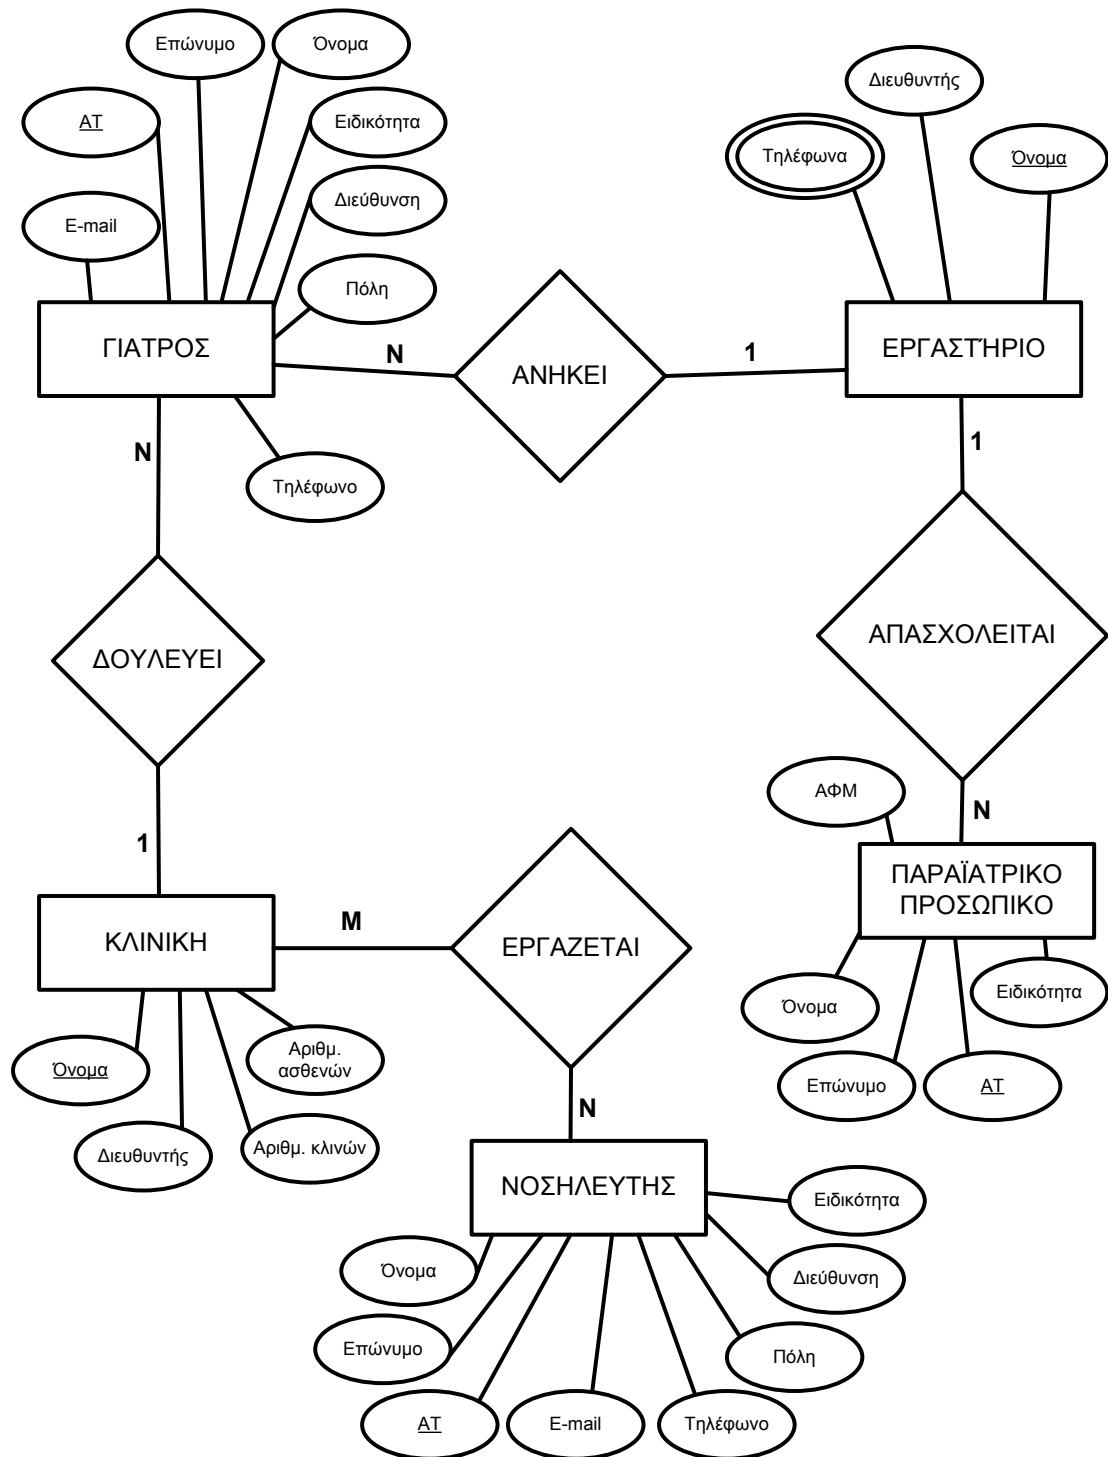 Επώνυμο
Όνομα
Διευθυντής
ΑΤ
Ειδικότητα
Τηλέφωνα
Όνομα
Διεύθυνση
E-mail
Πόλη
ΓΙΑΤΡΟΣ
Ν
ΑΝΗΚΕΙ
1
ΕΡΓΑΣΤΉΡΙΟ
Ν
1
Τηλέφωνο
ΔΟΥΛΕΥΕΙ
ΑΠΑΣΧΟΛΕΙΤΑΙ
ΑΦΜ
Ν
1
ΠΑΡΑΪΑΤΡΙΚΟ
ΠΡΟΣΩΠΙΚΟ
ΚΛΙΝΙΚΗ
Μ
ΕΡΓΑΖΕΤΑΙ
Όνομα
Ειδικότητα
Όνομα
Αριθμ.
ασθενών
Επώνυμο
ΑΤ
Ν
Διευθυντής
Αριθμ. κλινών
ΝΟΣΗΛΕΥΤΗΣ
Ειδικότητα
Όνομα
Διεύθυνση
Επώνυμο
Πόλη
ΑΤ
E-mail
Τηλέφωνο